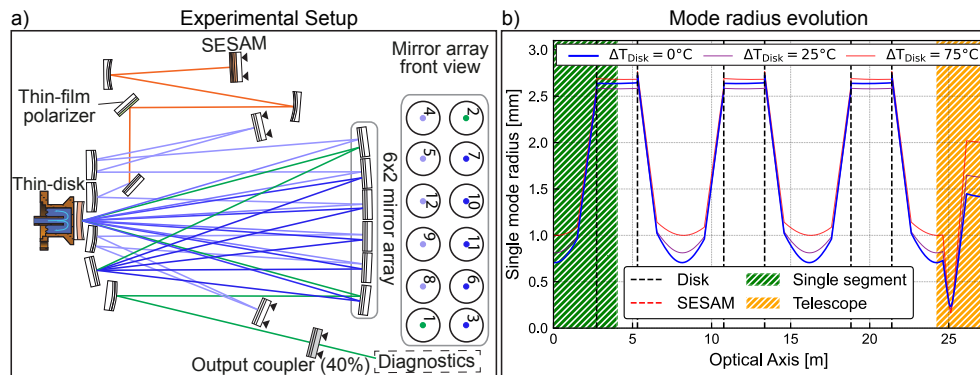 a) Experimental Setup
SESAM
Thin-film
polarizer
Thin-disk
Mirror array
front view
6x2 mirror array
4 2
5 7
12 10
9 11
8 6
1 3
Output coupler (40%)
Diagnostics
b) Mode radius evolution
ΔT_Disk = 0°C ΔT_Disk = 25°C ΔT_Disk = 75°C
Single mode radius [mm]
3.0
2.5
2.0
1.5
1.0
0.5
0.0
Disk
SESAM
Single segment
Telescope
0 5 10 15 20 25
Optical Axis [m]